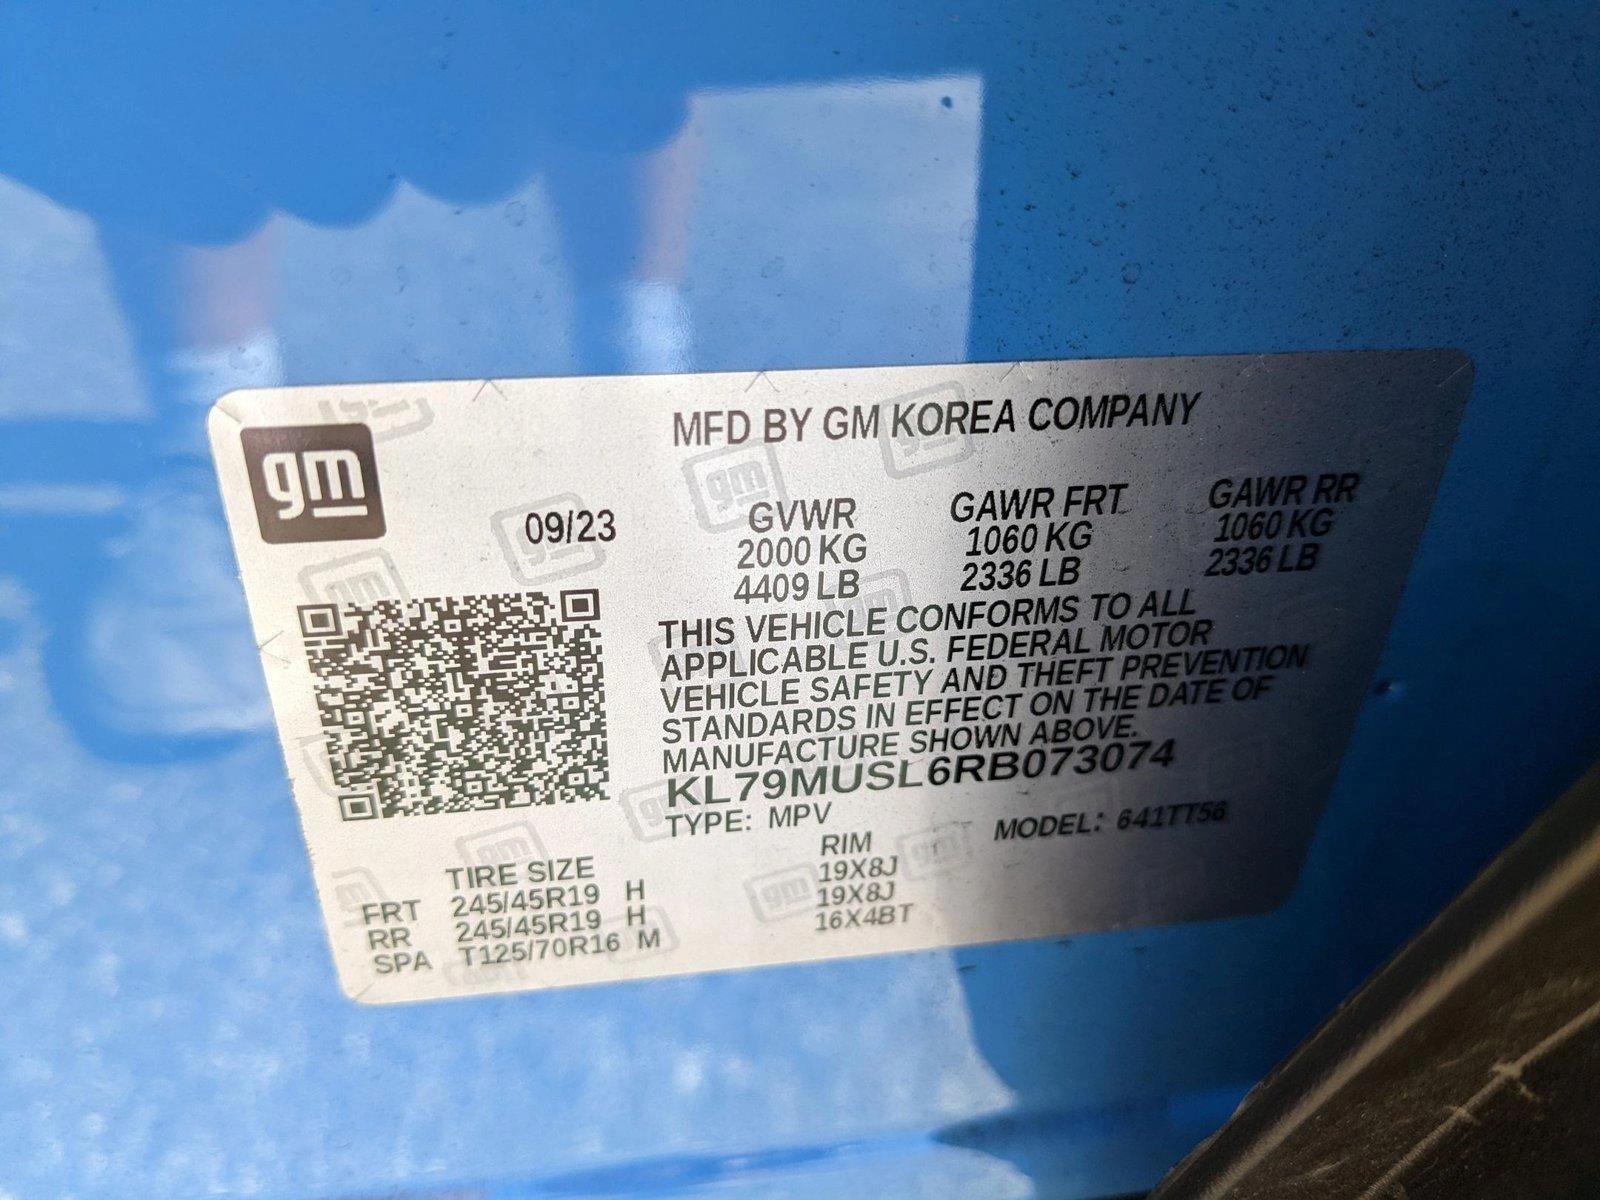 gm
MFD BY GM KOREA COMPANY
09/23
GVWR GAWR FRT GAWR RR
2000 KG 1060 KG 1060 KG
4409 LB 2336 LB 2336 LB
THIS VEHICLE CONFORMS TO ALL
APPLICABLE U.S. FEDERAL MOTOR
VEHICLE SAFETY AND THEFT PREVENTION
STANDARDS IN EFFECT ON THE DATE OF
MANUFACTURE SHOWN ABOVE.
KL79MUSL6RB073074
TYPE: MPV MODEL: 641TT56
TIRE SIZE RIM
FRT 245/45R19 H 19X8J
RR 245/45R19 H 19X8J
SPA T125/70R16 M 16X4BT